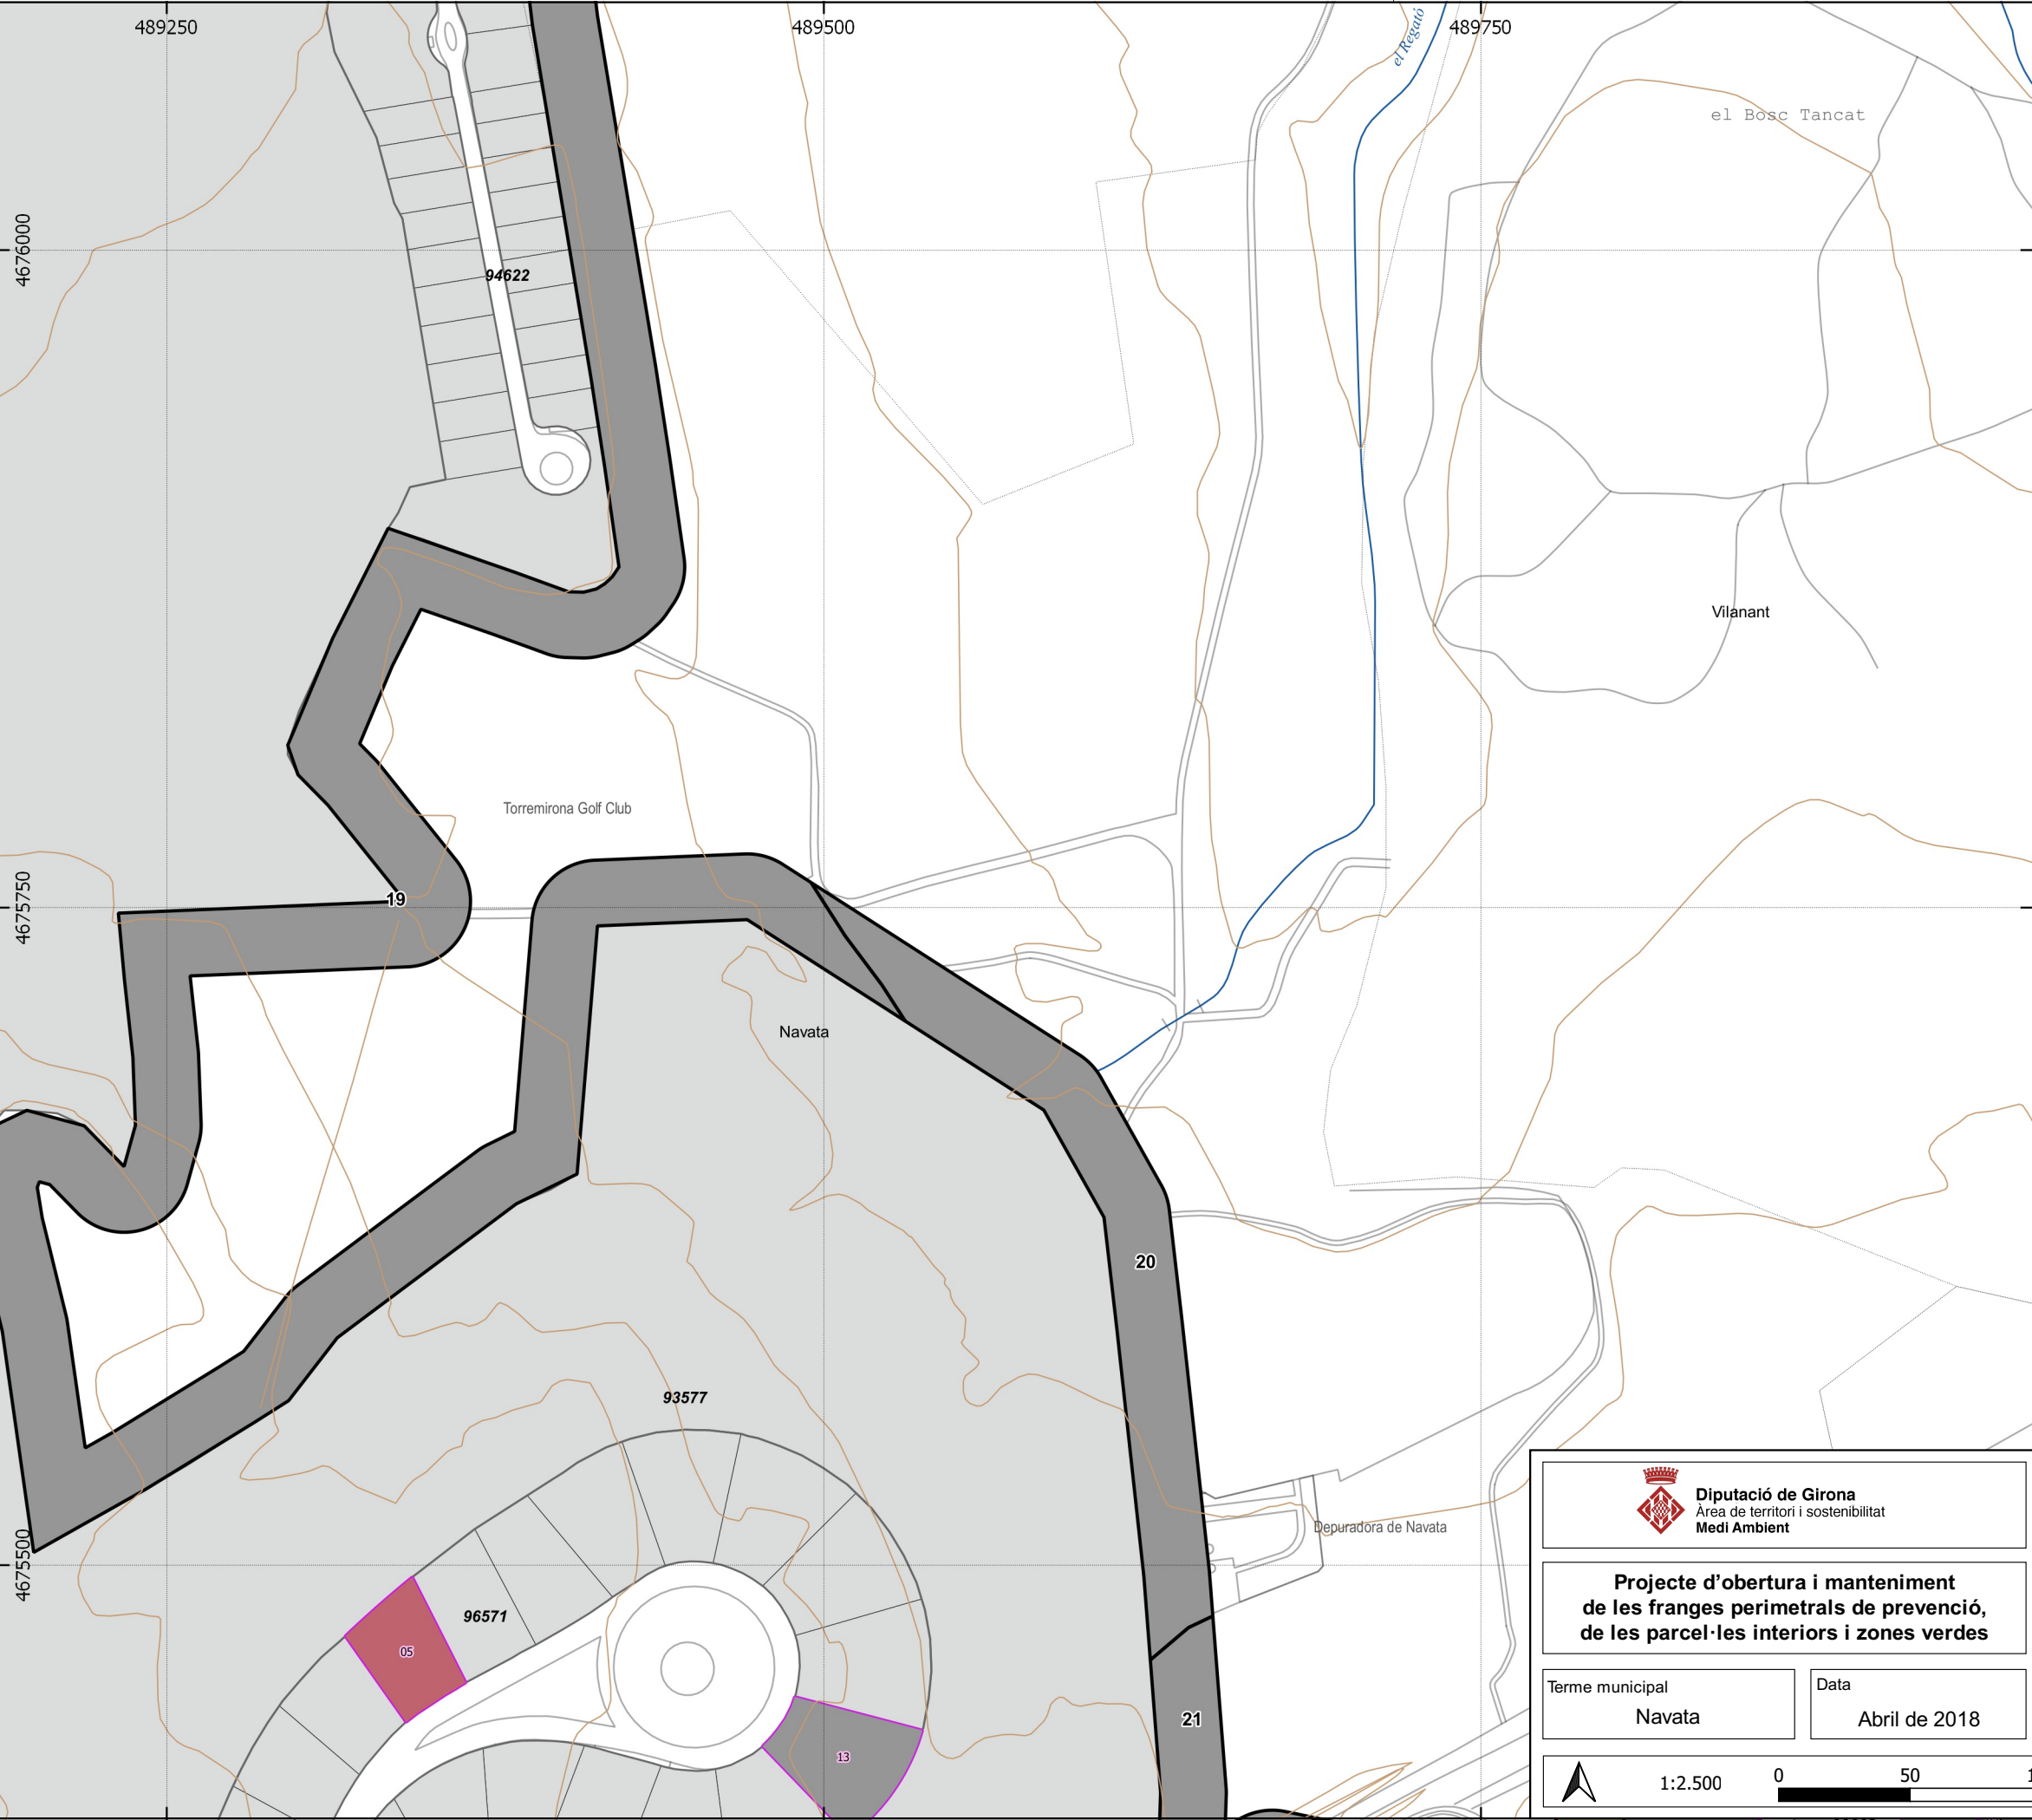 489250
489500
489750
el Regató
el Bosc Tancat
4676000
94622
Vilanant
Torremirona Golf Club
4675750
19
Navata
20
93577
Depuradora de Navata
4675500
96571
05
21
13
Diputació de Girona
Àrea de territori i sostenibilitat
Medi Ambient
Projecte d'obertura i manteniment
de les franges perimetrals de prevenció,
de les parcel·les interiors i zones verdes
Terme municipal
Navata
Data
Abril de 2018
1:2.500
0
50